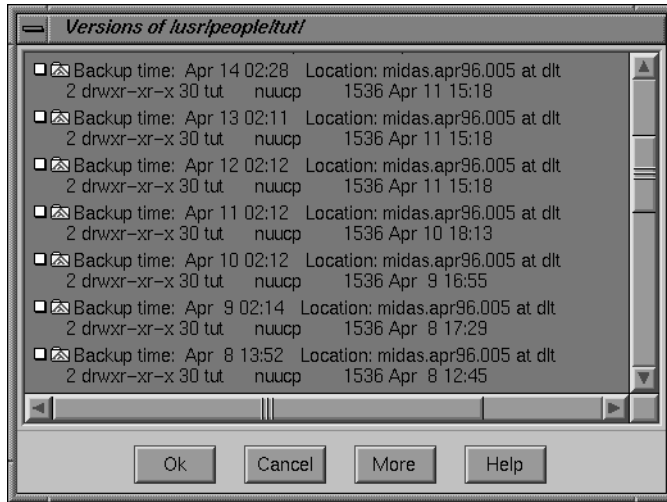 Versions of /usr/people/tut/
Backup time: Apr 14 02:28 Location: midas.apr96.005 at dlt
2 drwxr-xr-x 30 tut nuucp 1536 Apr 11 15:18
Backup time: Apr 13 02:11 Location: midas.apr96.005 at dlt
2 drwxr-xr-x 30 tut nuucp 1536 Apr 11 15:18
Backup time: Apr 12 02:12 Location: midas.apr96.005 at dlt
2 drwxr-xr-x 30 tut nuucp 1536 Apr 11 15:18
Backup time: Apr 11 02:12 Location: midas.apr96.005 at dlt
2 drwxr-xr-x 30 tut nuucp 1536 Apr 10 18:13
Backup time: Apr 10 02:12 Location: midas.apr96.005 at dlt
2 drwxr-xr-x 30 tut nuucp 1536 Apr 9 16:55
Backup time: Apr 9 02:14 Location: midas.apr96.005 at dlt
2 drwxr-xr-x 30 tut nuucp 1536 Apr 8 17:29
Backup time: Apr 8 13:52 Location: midas.apr96.005 at dlt
2 drwxr-xr-x 30 tut nuucp 1536 Apr 8 12:45
Ok Cancel More Help